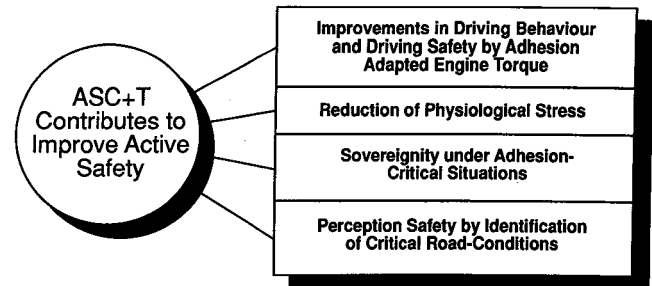 ASC+T
Contributes to
Improve Active
Safety
Improvements in Driving Behaviour
and Driving Safety by Adhesion
Adapted Engine Torque
Reduction of Physiological Stress
Sovereignity under Adhesion-
Critical Situations
Perception Safety by Identification
of Critical Road-Conditions